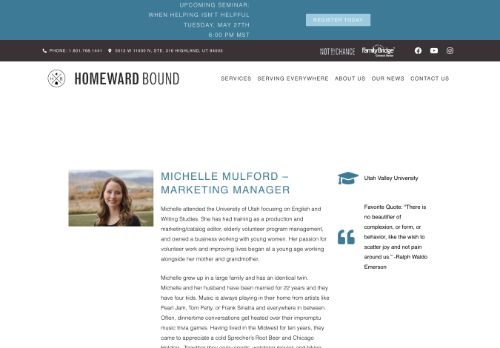 UPCOMING SEMINAR:
WHEN HELPING ISN'T HELPFUL
TUESDAY, MAY 27TH
6:00 PM MST
REGISTER TODAY
PHONE: 1.801.768.1441
5513 W 11000 N, STE. 216 HIGHLAND, UT 84003
NOT BY CHANCE
FamilyBridge
HOMEWARD BOUND
SERVICES SERVING EVERYWHERE ABOUT US OUR NEWS CONTACT US
MICHELLE MULFORD –
MARKETING MANAGER
Michelle attended the University of Utah focusing on English and
Writing Studies. She has had training as a production and
marketing/catalog editor, elderly volunteer program management,
and owned a business working with young women. Her passion for
volunteer work and improving lives began at a young age working
alongside her mother and grandmother.
Michelle grew up in a large family and has an identical twin.
Michelle and her husband have been married for 22 years and they
have four kids. Music is always playing in their home from artists like
Pearl Jam, Tom Petty, or Frank Sinatra and everywhere in between.
Often, dinnertime conversations get healed over their impromptu
music trivia games. Having lived in the Midwest for ten years, they
came to appreciate a cold Sprecher's Root Beer and Chicago
Utah Valley University
Favorite Quote: "There is
no beautifier of
complexion, or form, or
behavior, like the wish to
scatter joy and not pain
around us." -Ralph Waldo
Emerson